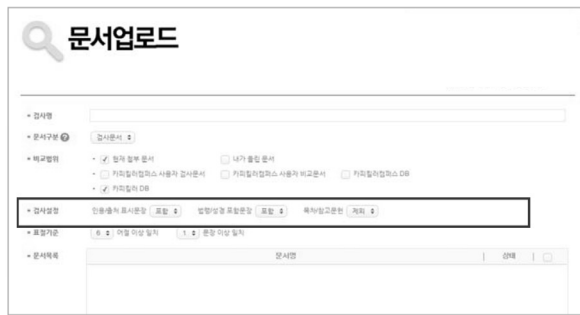 문서업로드
검사명
문서구분 ? 검사문서
비교범위 현재 첨부 문서 내가 올린 문서
카피킬러캠퍼스 사용자 검사문서 카피킬러캠퍼스 사용자 비교문서 카피킬러캠퍼스 DB
카피킬러 DB
검사설정 인용/출처 표시문장 포함 법령/성경 포함문장 포함 목차/참고문헌 제외
표절기준 6 어절 이상 일치 1 문장 이상 일치
문서목록 문서명 상태